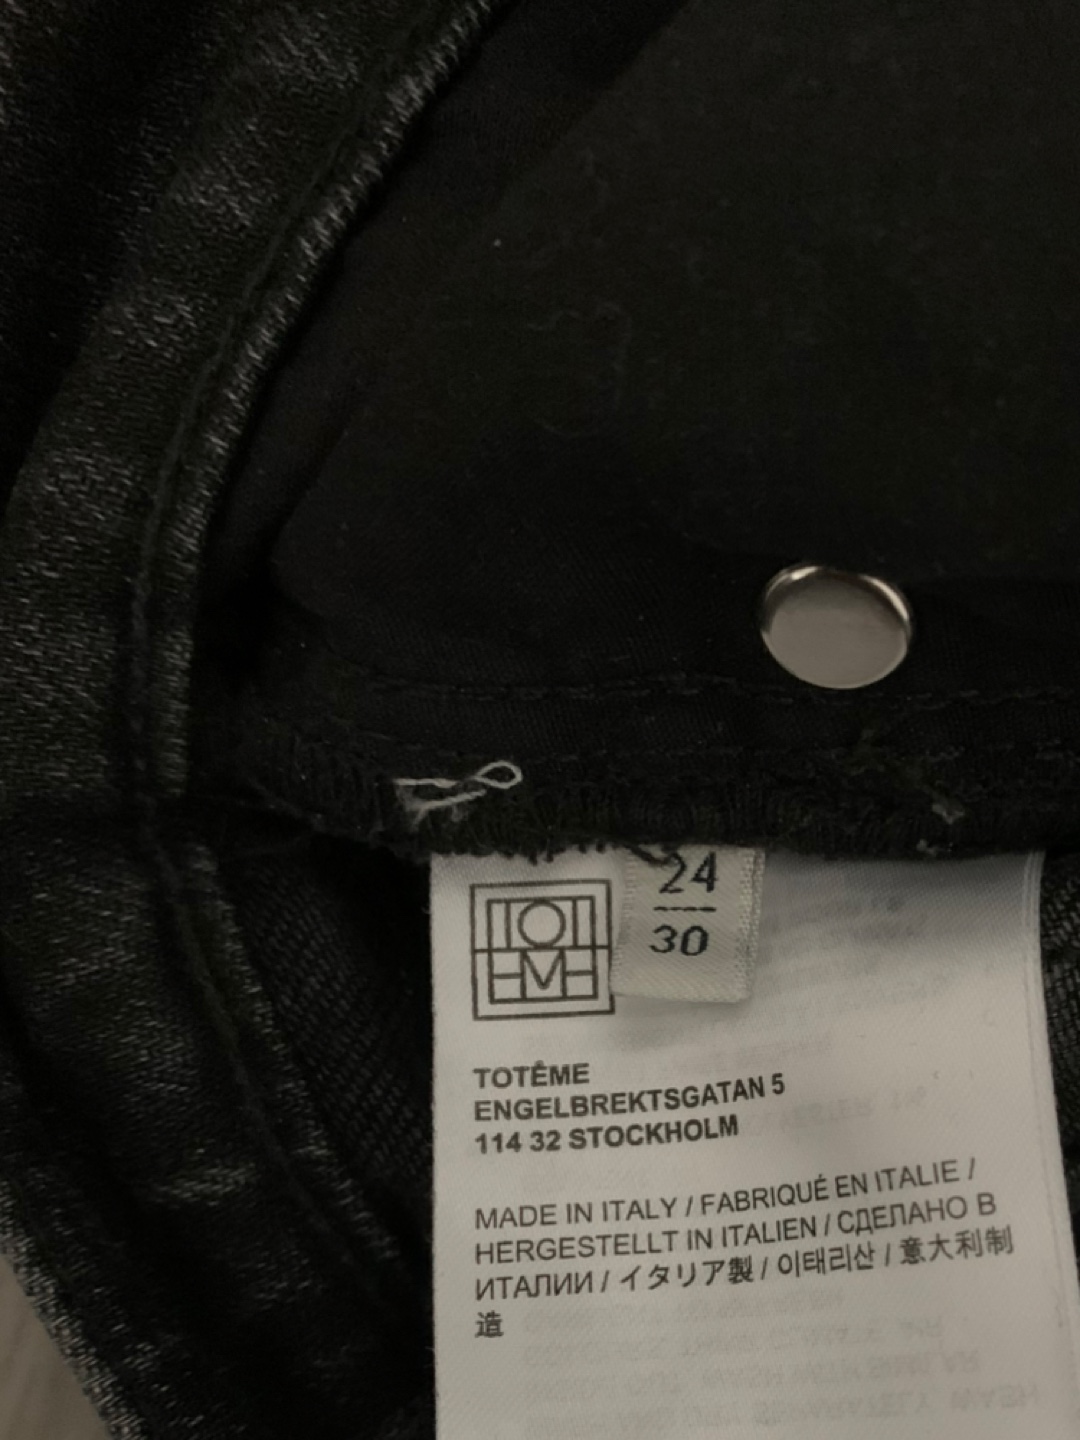 24
30
TOTÊME
ENGELBREKTSGATAN 5
114 32 STOCKHOLM
MADE IN ITALY / FABRIQUÉ EN ITALIE /
HERGESTELLT IN ITALIEN / СДЕЛАНО В
ИТАЛИИ / イタリア製 / 이태리산 / 意大利制
造